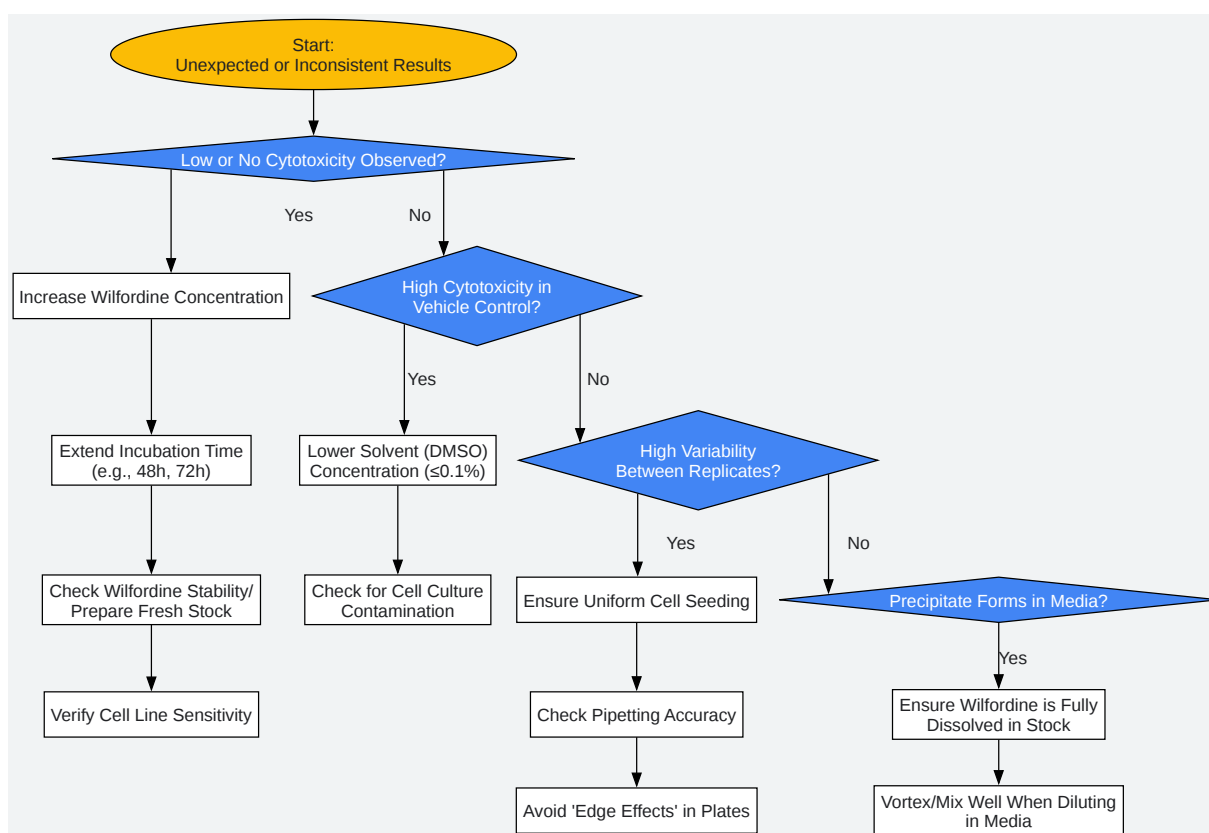 Start:
Unexpected or Inconsistent Results
Low or No Cytotoxicity Observed?
Yes
No
Increase Wilfordine Concentration
High Cytotoxicity in
Vehicle Control?
Yes
No
Extend Incubation Time
(e.g., 48h, 72h)
Lower Solvent (DMSO)
Concentration (≤0.1%)
High Variability
Between Replicates?
Yes
No
Check Wilfordine Stability/
Prepare Fresh Stock
Check for Cell Culture
Contamination
Ensure Uniform Cell Seeding
Precipitate Forms in Media?
Yes
Verify Cell Line Sensitivity
Check Pipetting Accuracy
Ensure Wilfordine is Fully
Dissolved in Stock
Avoid 'Edge Effects' in Plates
Vortex/Mix Well When Diluting
in Media